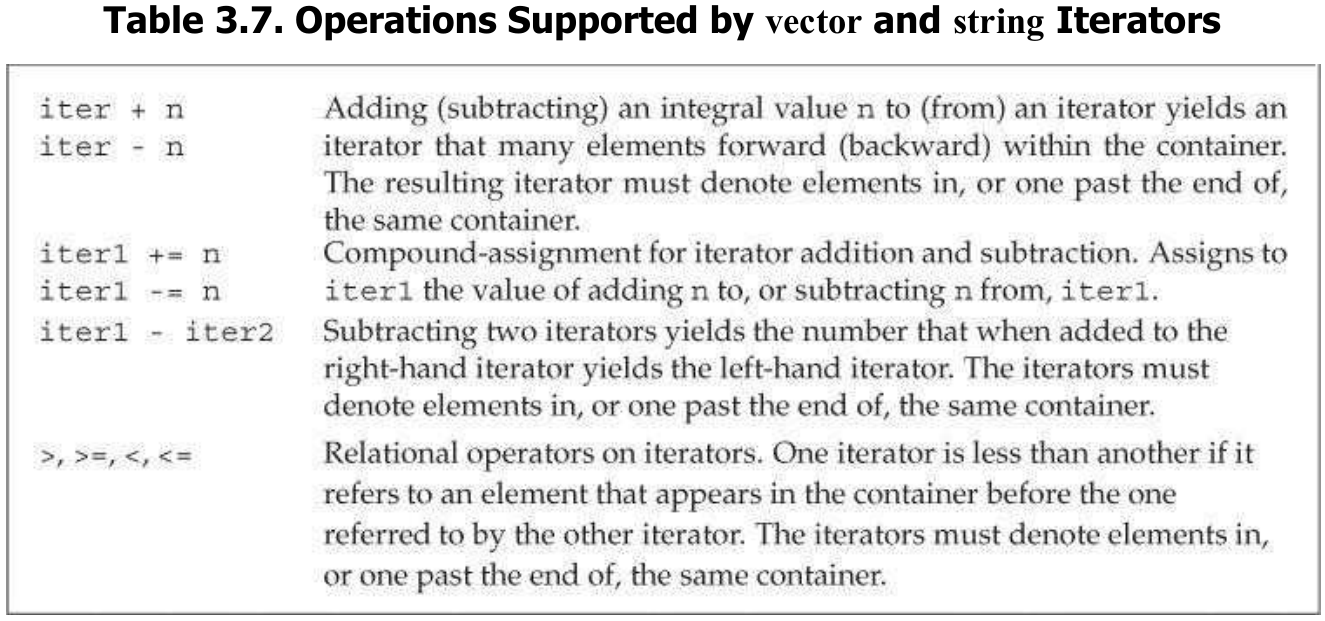 Table 3.7. Operations Supported by vector and string Iterators
iter + n Adding (subtracting) an integral value n to (from) an iterator yields an
iter - n iterator that many elements forward (backward) within the container.
The resulting iterator must denote elements in, or one past the end of,
the same container.
iter1 += n Compound-assignment for iterator addition and subtraction. Assigns to
iter1 -= n iter1 the value of adding n to, or subtracting n from, iter1.
iter1 - iter2 Subtracting two iterators yields the number that when added to the
right-hand iterator yields the left-hand iterator. The iterators must
denote elements in, or one past the end of, the same container.
>, >=, <, <= Relational operators on iterators. One iterator is less than another if it
refers to an element that appears in the container before the one
referred to by the other iterator. The iterators must denote elements in,
or one past the end of, the same container.